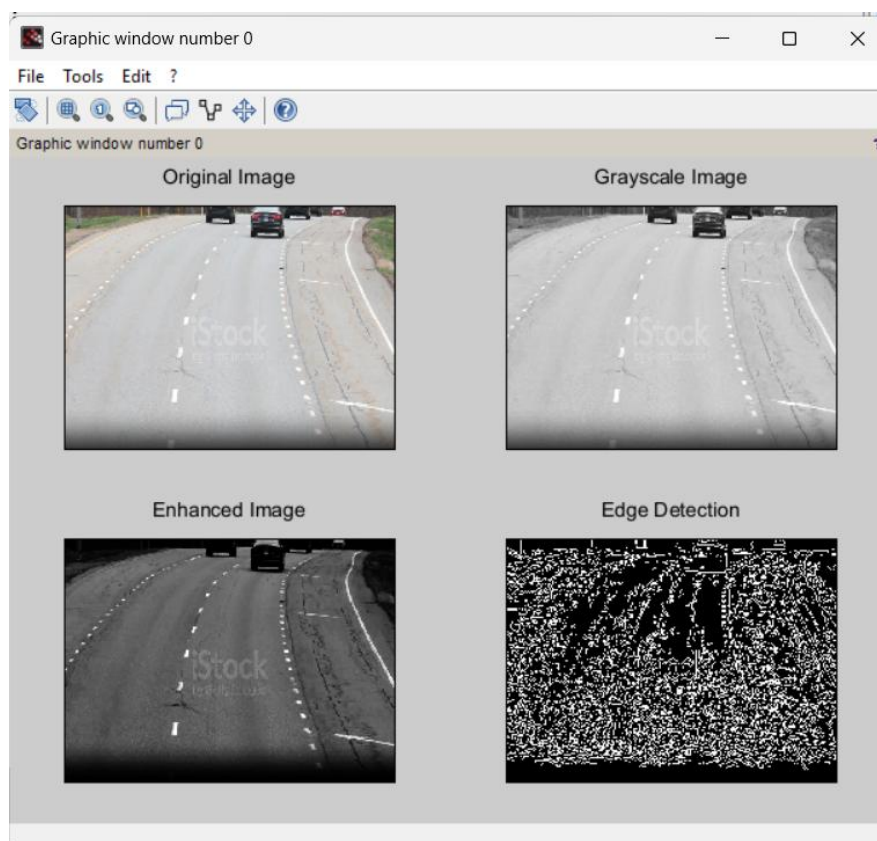 Graphic window number 0
File Tools Edit ?
Graphic window number 0
Original Image
Grayscale Image
iStock
iStock
Enhanced Image
Edge Detection
iStock